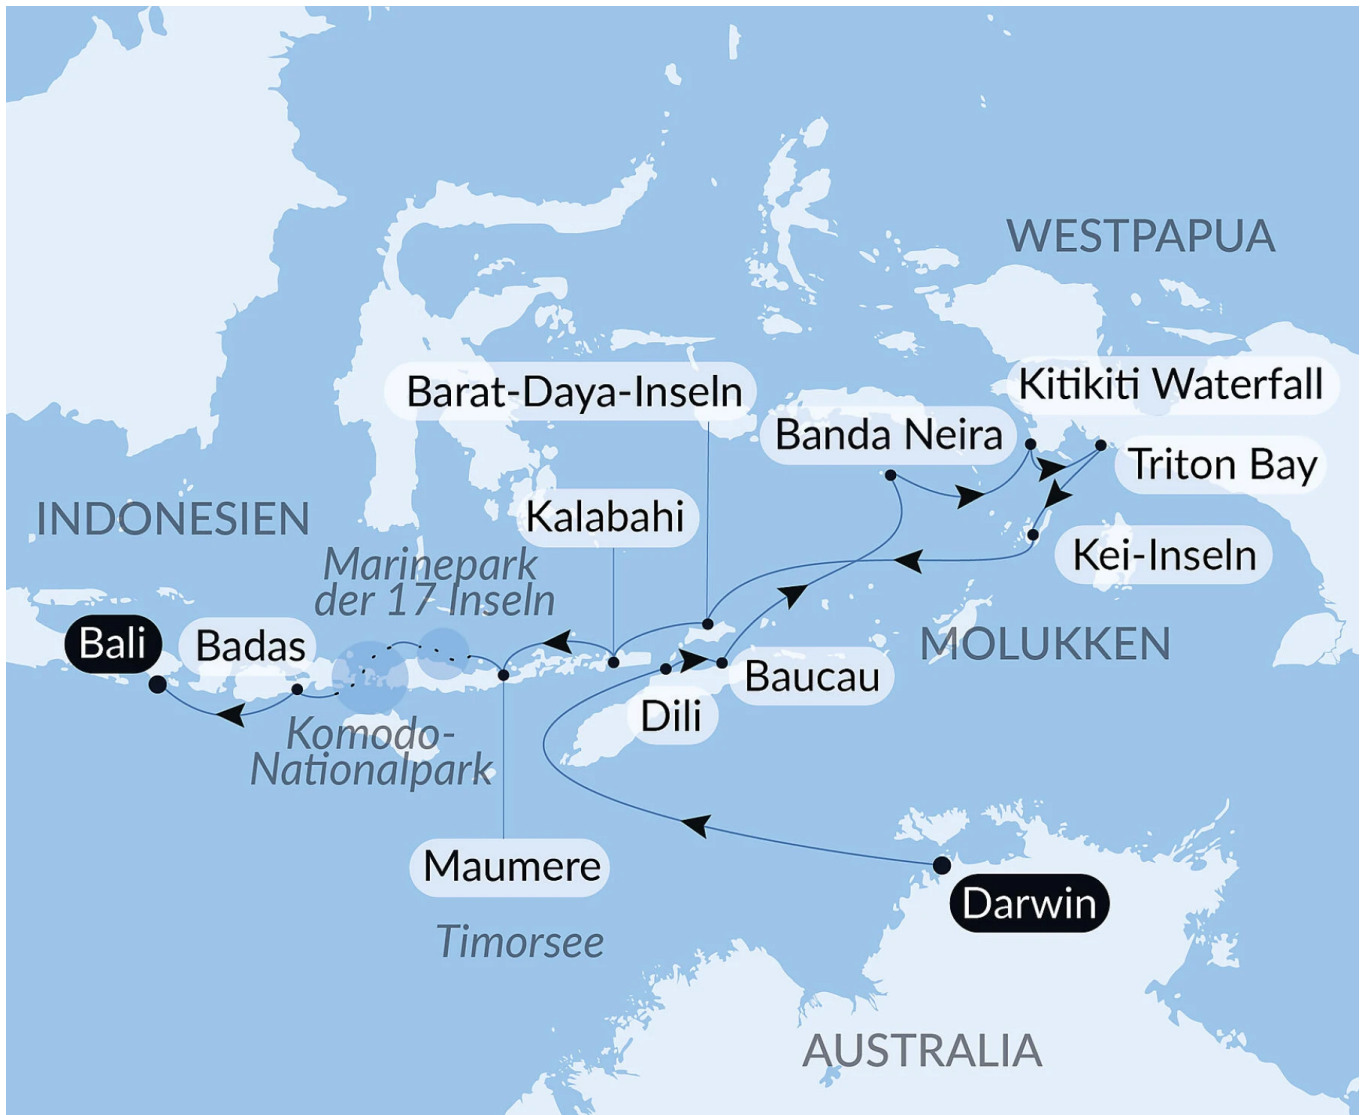 WESTPAPUA
Kitikiti Waterfall
Barat-Daya-Inseln
Banda Neira
Triton Bay
Kalabahi
INDONESIEN
Kei-Inseln
Marinepark
der 17 Inseln
Bali
Badas
MOLUKKEN
Baucau
Dili
Komodo-
Nationalpark
Maumere
Darwin
Timorsee
AUSTRALIA